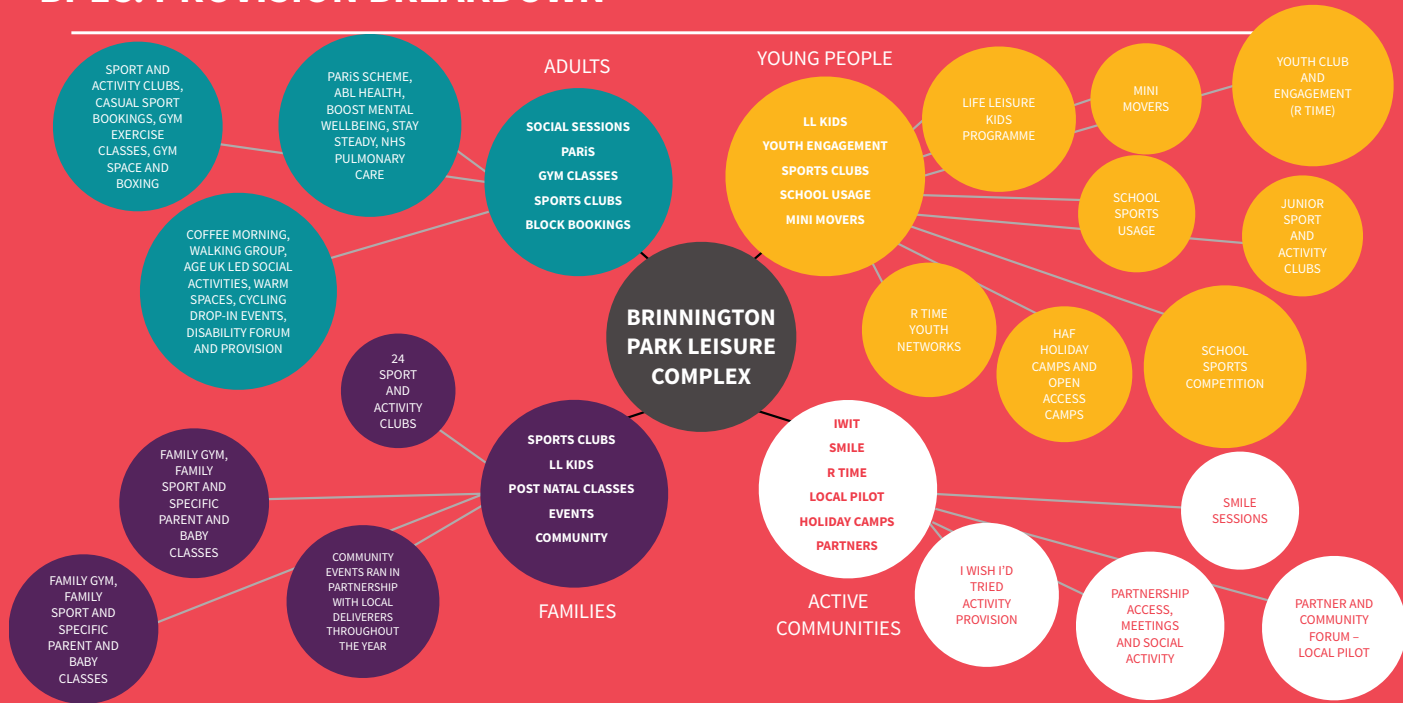 BPLC: PROVISION BREAKDOWN
ADULTS
SPORT AND
ACTIVITY CLUBS,
CASUAL SPORT
BOOKINGS, GYM
EXERCISE
CLASSES, GYM
SPACE AND
BOXING
PARiS SCHEME,
ABL HEALTH,
BOOST MENTAL
WELLBEING, STAY
STEADY, NHS
PULMONARY
CARE
SOCIAL SESSIONS
PARiS
GYM CLASSES
SPORTS CLUBS
BLOCK BOOKINGS
COFFEE MORNING,
WALKING GROUP,
AGE UK LED SOCIAL
ACTIVITIES, WARM
SPACES, CYCLING
DROP-IN EVENTS,
DISABILITY FORUM
AND PROVISION
YOUNG PEOPLE
LL KIDS
YOUTH ENGAGEMENT
SPORTS CLUBS
SCHOOL USAGE
MINI MOVERS
LIFE LEISURE
KIDS
PROGRAMME
MINI
MOVERS
YOUTH CLUB
AND
ENGAGEMENT
(R TIME)
SCHOOL
SPORTS
USAGE
JUNIOR
SPORT
AND
ACTIVITY
CLUBS
R TIME
YOUTH
NETWORKS
HAF
HOLIDAY
CAMPS AND
OPEN
ACCESS
CAMPS
SCHOOL
SPORTS
COMPETITION
BRINNINGTON
PARK LEISURE
COMPLEX
24
SPORT
AND
ACTIVITY
CLUBS
SPORTS CLUBS
LL KIDS
POST NATAL CLASSES
EVENTS
COMMUNITY
FAMILY GYM,
FAMILY
SPORT AND
SPECIFIC
PARENT AND
BABY
CLASSES
FAMILY GYM,
FAMILY
SPORT AND
SPECIFIC
PARENT AND
BABY
CLASSES
COMMUNITY
EVENTS RAN IN
PARTNERSHIP
WITH LOCAL
DELIVERERS
THROUGHOUT
THE YEAR
FAMILIES
IWIT
SMILE
R TIME
LOCAL PILOT
HOLIDAY CAMPS
PARTNERS
ACTIVE
COMMUNITIES
SMILE
SESSIONS
I WISH I'D
TRIED
ACTIVITY
PROVISION
PARTNERSHIP
ACCESS,
MEETINGS
AND SOCIAL
ACTIVITY
PARTNER AND
COMMUNITY
FORUM –
LOCAL PILOT